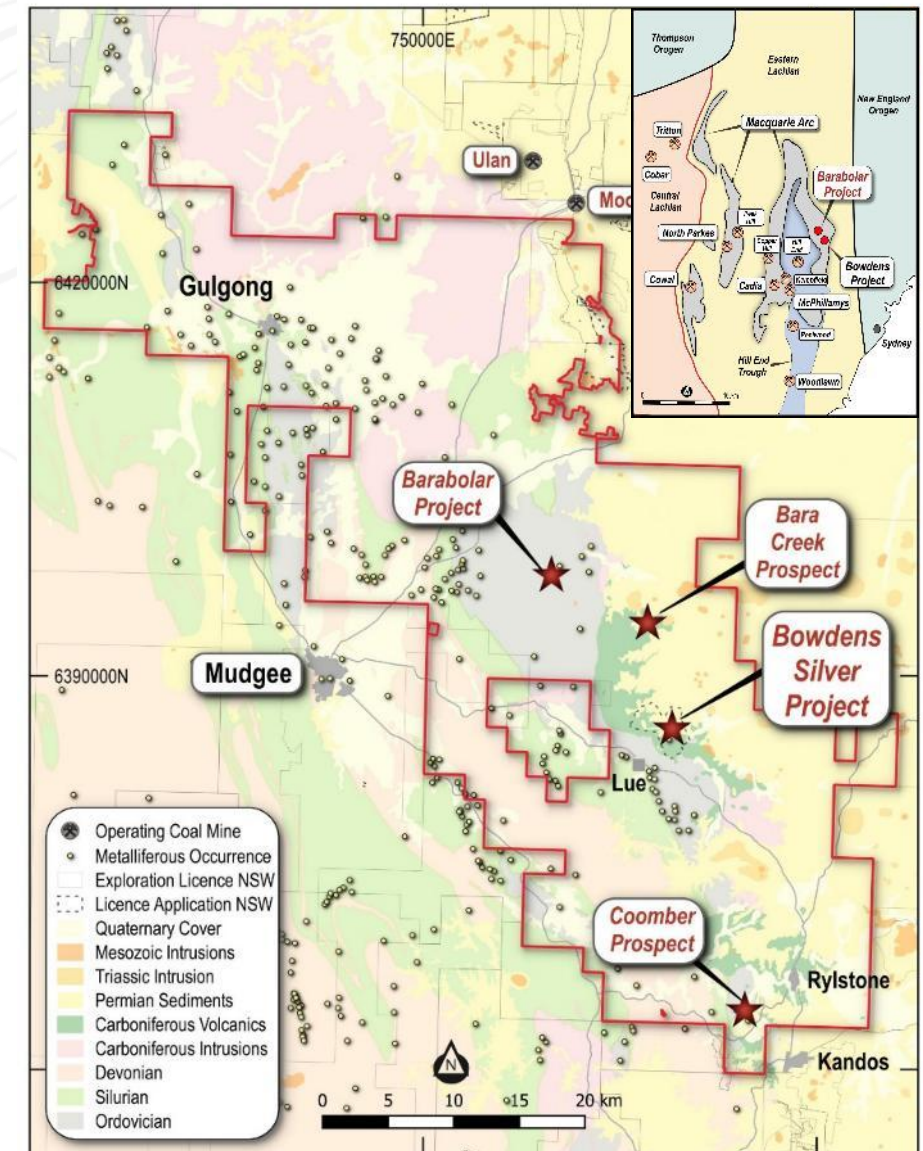 750000E
6420000N
6390000N
Ulan
Gulgong
Barabolar
Project
Bara
Creek
Prospect
Bowdens
Silver
Project
Mudgee
Lue
Coomber
Prospect
Rylstone
Kandos
Operating Coal Mine
Metalliferous Occurrence
Exploration Licence NSW
Licence Application NSW
Quaternary Cover
Mesozoic Intrusions
Triassic Intrusion
Permian Sediments
Carboniferous Volcanics
Carboniferous Intrusions
Devonian
Silurian
Ordovician
N
0 5 10 15 20 km
Thompson
Orogen
Eastern
Lachlan
New England
Orogen
Macquarie Arc
Tritton
Cobar
Central
Lachlan
Barabolar
Project
North Parkes
Hill
End
Bowdens
Project
Cowal
Cadia
McPhillamys
Sydney
Hill End
Trough
Woodlawn